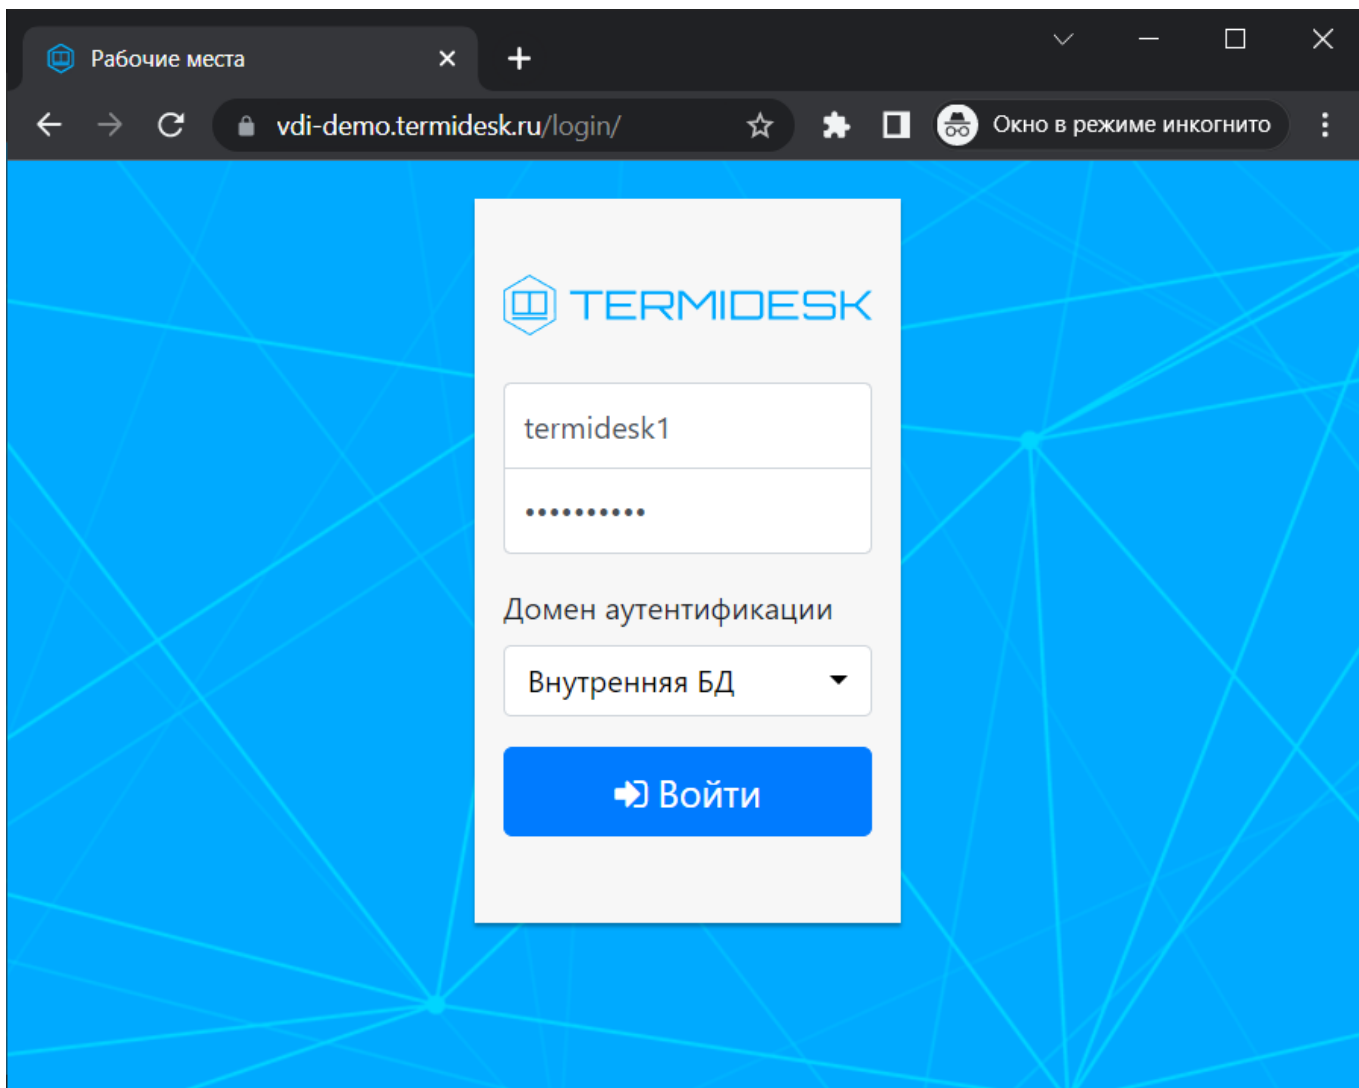 Рабочие места
vdi-demo.termidesk.ru/login/
Окно в режиме инкогнито
TERMIDESK
termidesk1
••••••••••
Домен аутентификации
Внутренняя БД
Войти